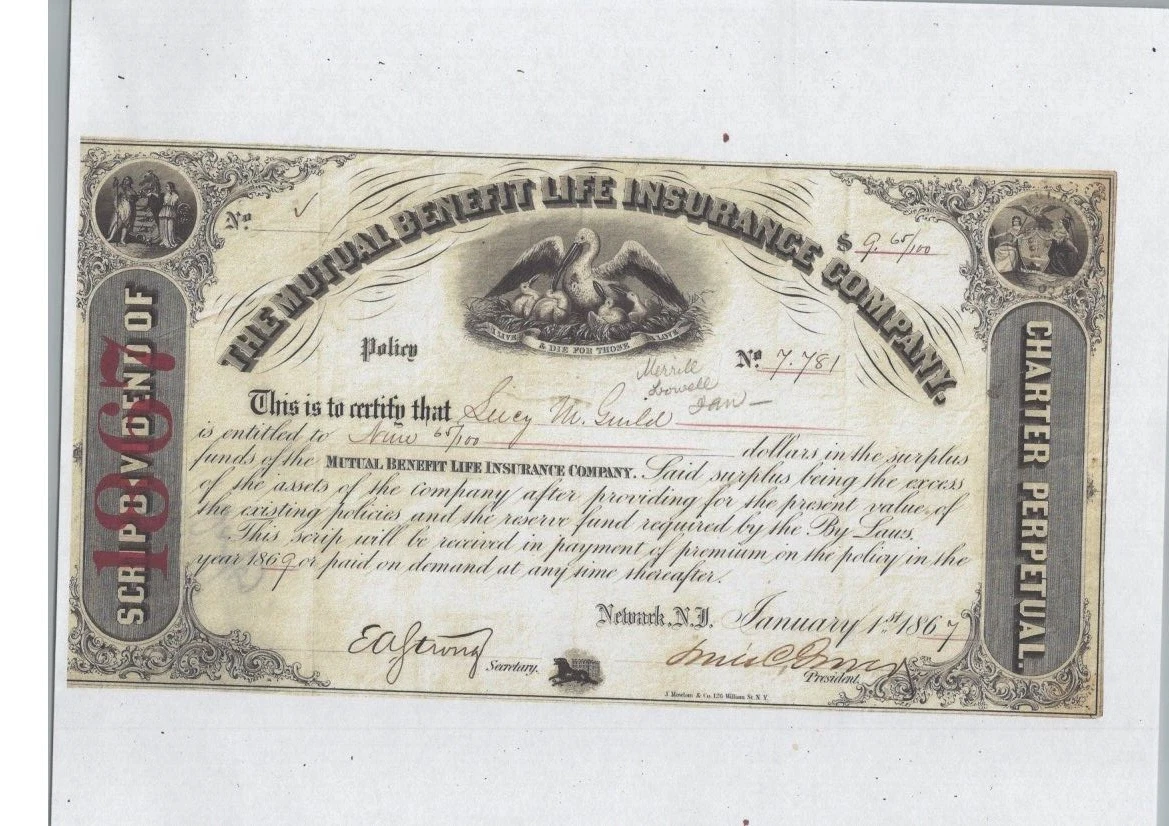 THE MUTUAL BENEFIT LIFE INSURANCE COMPANY.
No
$ 9. 65/100
SCRIP DIVIDEND OF
1867
CHARTER PERPETUAL.
I LIVE & DIE FOR THOSE I LOVE
Policy No 7.781
Merrill
Lowell
This is to certify that Lucy M. Guild
is entitled to Nine 65/100 dollars in the surplus
funds of the MUTUAL BENEFIT LIFE INSURANCE COMPANY. Said surplus being the excess
of the assets of the Company after providing for the present value of
the existing policies and the reserve fund required by the By-Laws.
This scrip will be received in payment of premium on the policy in the
year 1869 or paid on demand at any time thereafter.
Newark, N.J. January 1st 1867
EAStrong Secretary.
President.
126 William St. N.Y.